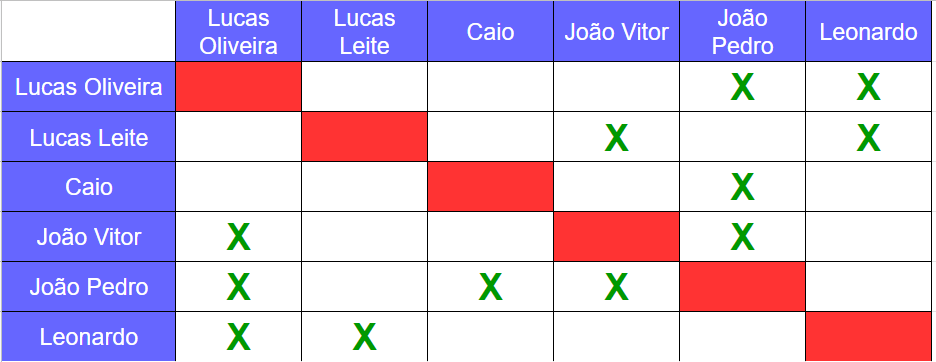 Lucas Oliveira
Lucas Leite
Caio
João Vitor
João Pedro
Leonardo
Lucas Oliveira X X
Lucas Leite X X
Caio X
João Vitor X X
João Pedro X X X
Leonardo X X